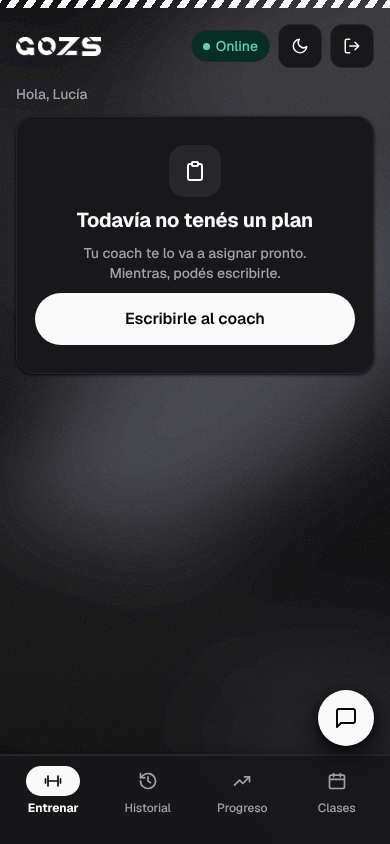 GOZS
Online
Hola, Lucía
Todavía no tenés un plan
Tu coach te lo va a asignar pronto.
Mientras, podés escribirle.
Escribirle al coach
Entrenar
Historial
Progreso
Clases